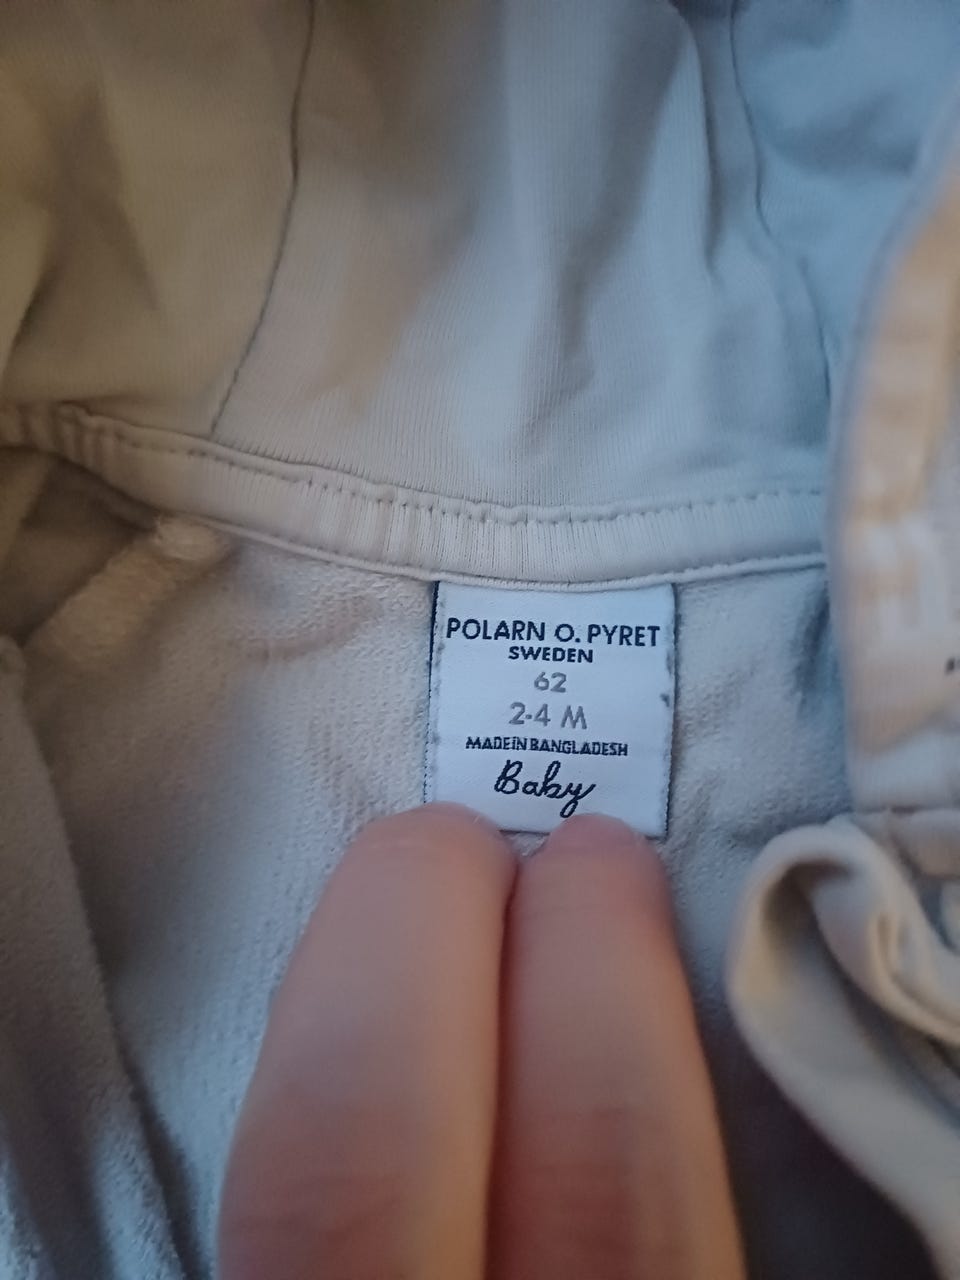 POLARN O. PYRET
SWEDEN
62
2-4 M
MADE IN BANGLADESH
Baby